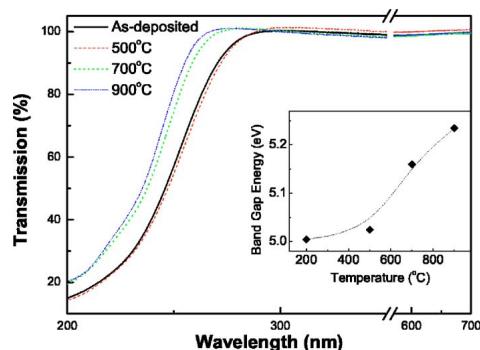 As-deposited
500°C
700°C
900°C
Transmission (%)
100
80
60
40
20
200
300
600
700
Wavelength (nm)
Band Gap Energy (eV)
5.2
5.1
5.0
200 400 600 800
Temperature (°C)